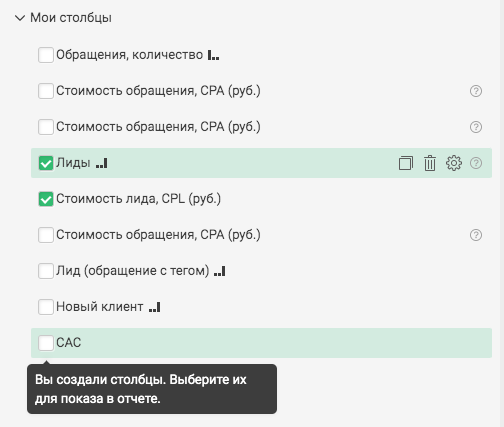 Мои столбцы
Обращения, количество
Стоимость обращения, CPA (руб.)
Стоимость обращения, CPA (руб.)
Лиды
Стоимость лида, CPL (руб.)
Стоимость обращения, CPA (руб.)
Лид (обращение с тегом)
Новый клиент
CAC
Вы создали столбцы. Выберите их
для показа в отчете.